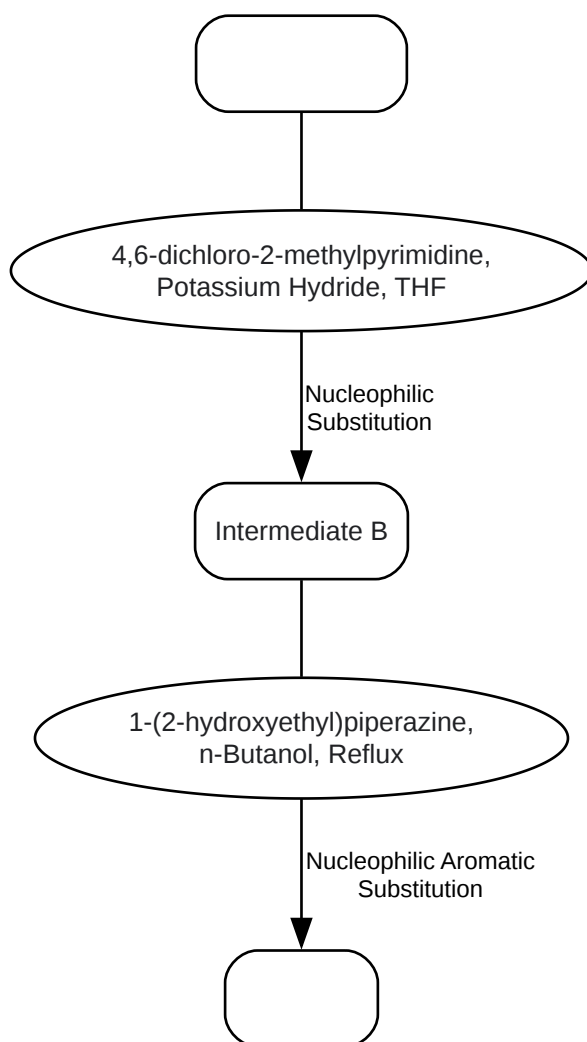 4,6-dichloro-2-methylpyrimidine,
Potassium Hydride, THF
Nucleophilic
Substitution
Intermediate B
1-(2-hydroxyethyl)piperazine,
n-Butanol, Reflux
Nucleophilic Aromatic
Substitution